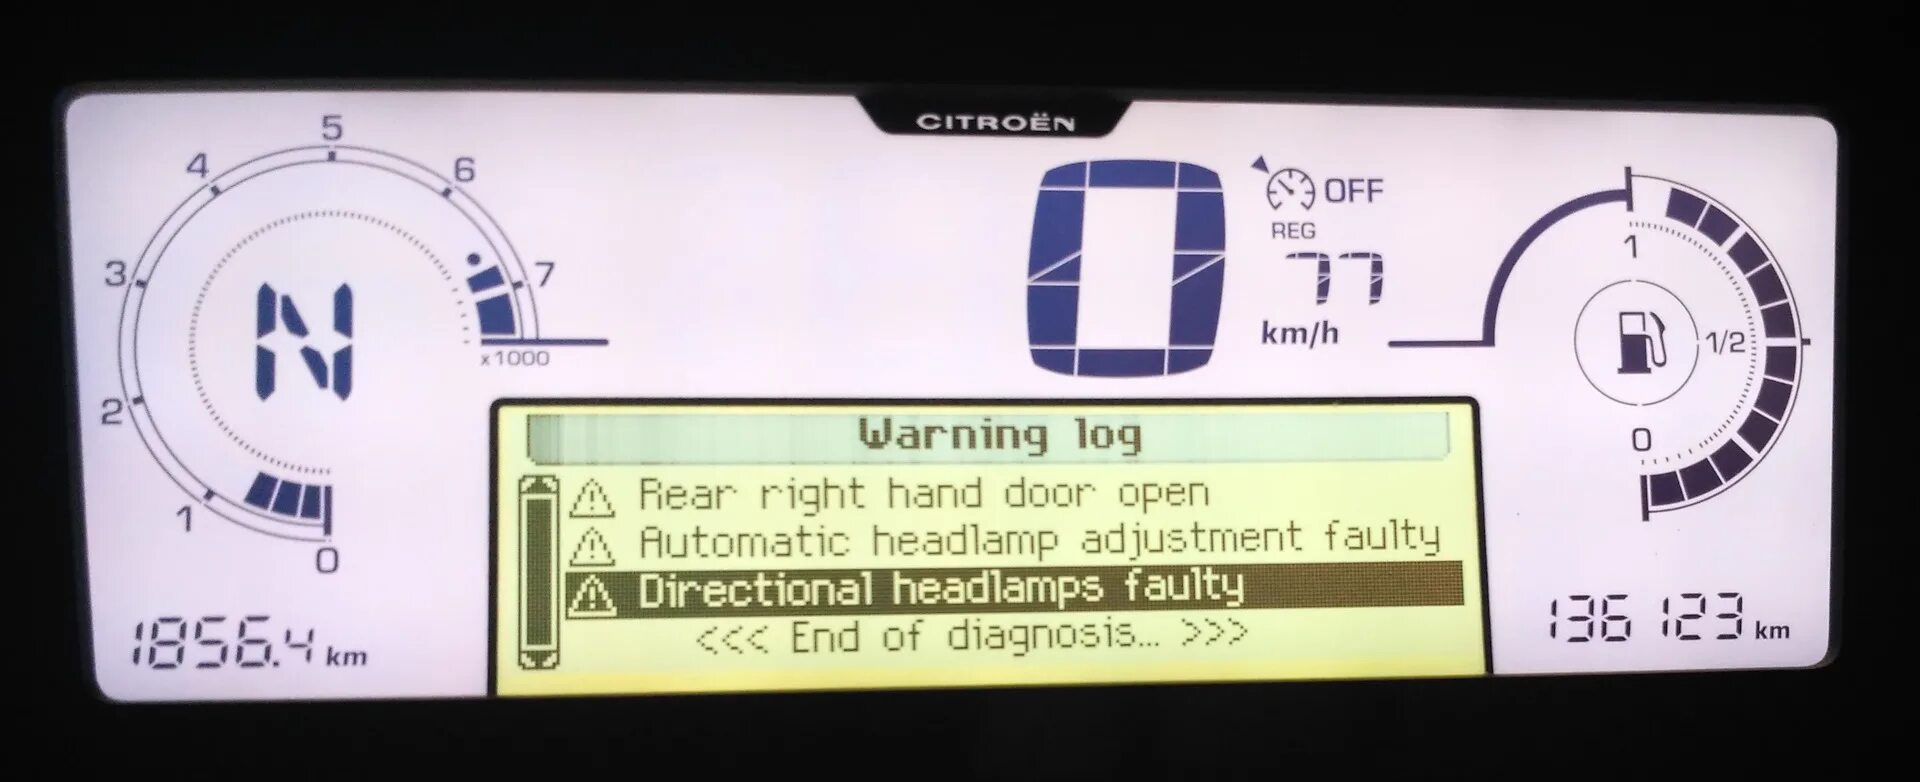 CITROËN
5
4
6
3
7
2
1
0
x1000
N
1856.4 km
0
OFF
REG
77
km/h
1
1/2
0
136 123 km
Warning log
Rear right hand door open
Automatic headlamp adjustment faulty
Directional headlamps faulty
<<< End of diagnosis... >>>